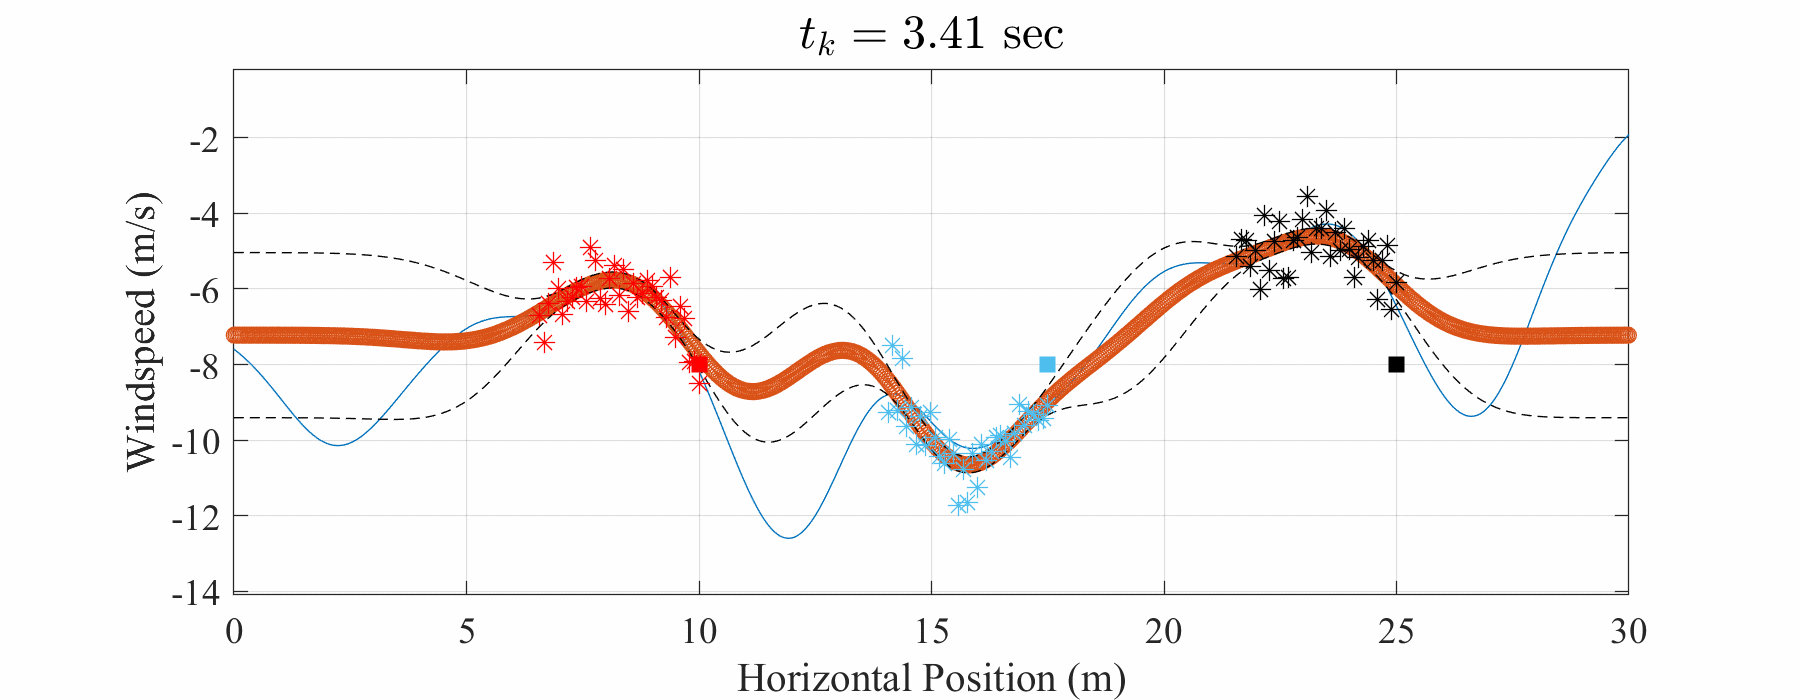 t_k = 3.41 sec
Windspeed (m/s)
-2
-4
-6
-8
-10
-12
-14
0 5 10 15 20 25 30
Horizontal Position (m)